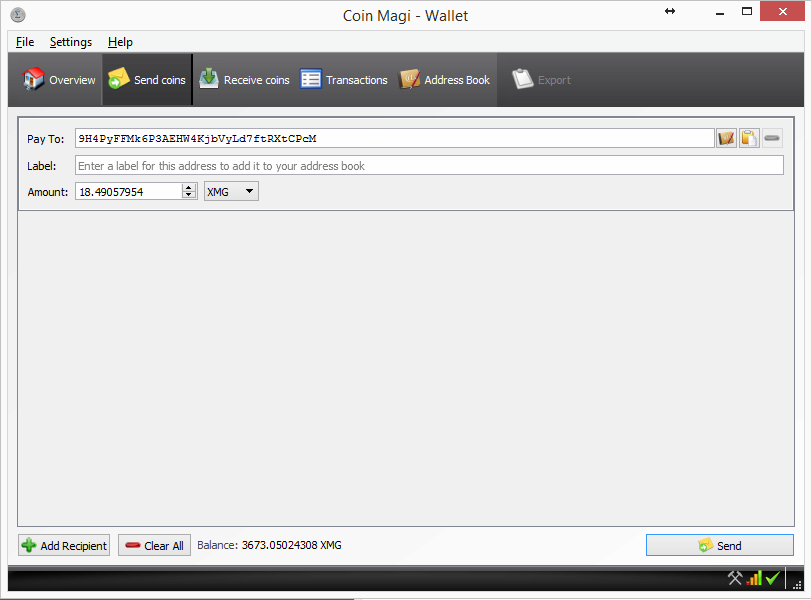 Coin Magi - Wallet
File Settings Help
Overview Send coins Receive coins Transactions Address Book Export
Pay To: 9H4PyFFMk6P3AEHW4KjbVyLd7ftRXtCPcM
Label: Enter a label for this address to add it to your address book
Amount: 18.49057954 XMG
Add Recipient Clear All Balance: 3673.05024308 XMG Send